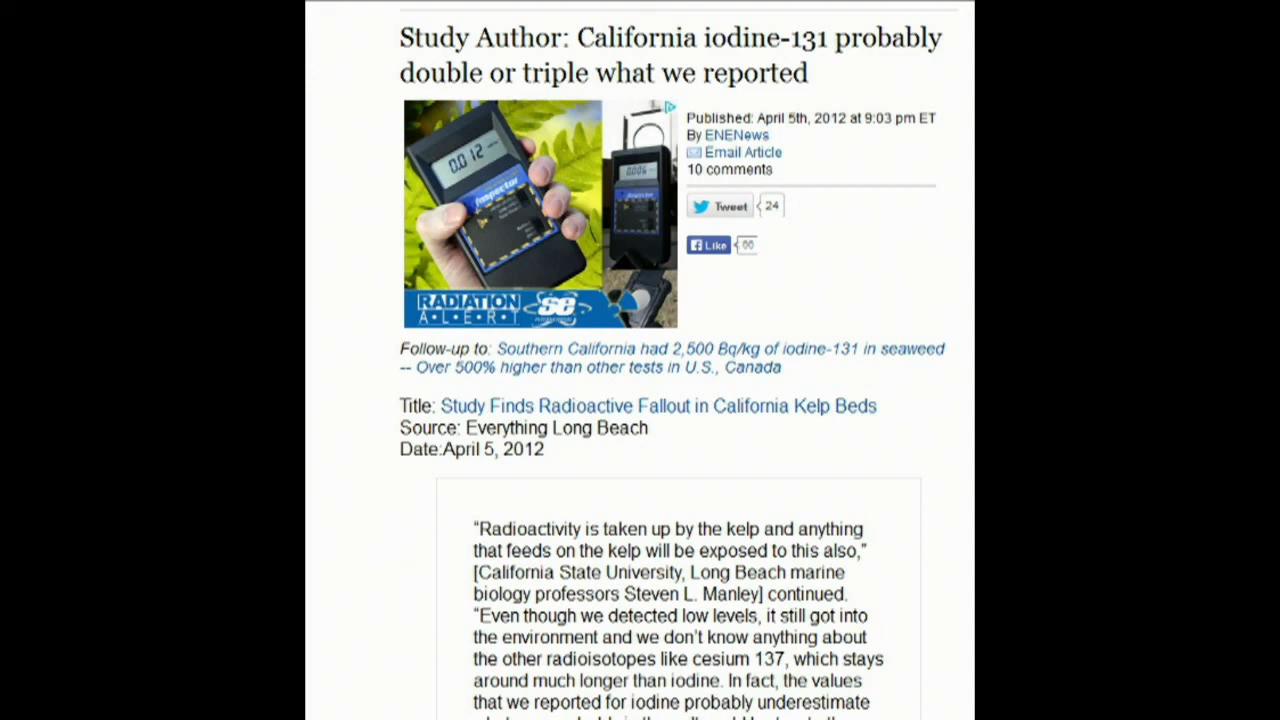 Study Author: California iodine-131 probably
double or triple what we reported
0.012
Inspector
RADIATION
A•L•E•R•T
se
Published: April 5th, 2012 at 9:03 pm ET
By ENENews
Email Article
10 comments
Tweet 24
Like
Follow-up to: Southern California had 2,500 Bq/kg of iodine-131 in seaweed
-- Over 500% higher than other tests in U.S., Canada
Title: Study Finds Radioactive Fallout in California Kelp Beds
Source: Everything Long Beach
Date:April 5, 2012
“Radioactivity is taken up by the kelp and anything
that feeds on the kelp will be exposed to this also,”
[California State University, Long Beach marine
biology professors Steven L. Manley] continued.
“Even though we detected low levels, it still got into
the environment and we don’t know anything about
the other radioisotopes like cesium 137, which stays
around much longer than iodine. In fact, the values
that we reported for iodine probably underestimate